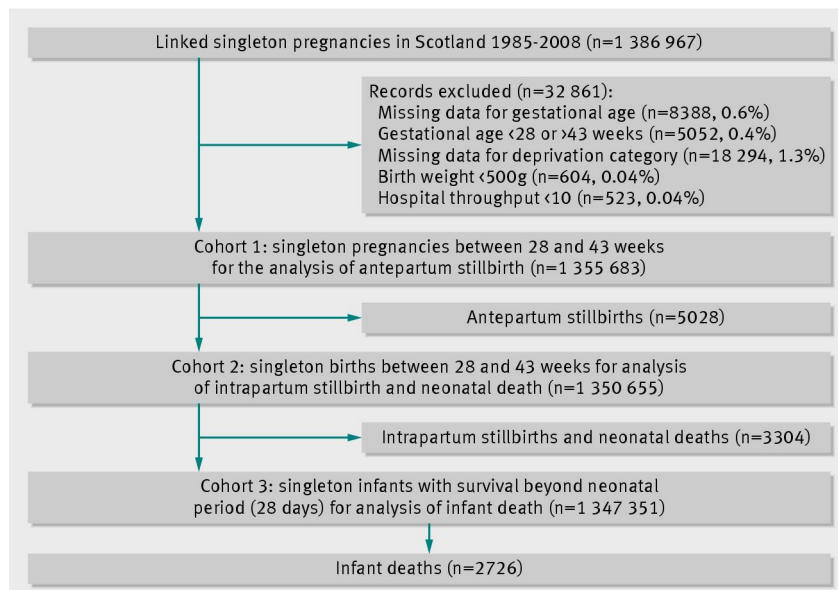 Linked singleton pregnancies in Scotland 1985-2008 (n=1 386 967)
Records excluded (n=32 861):
Missing data for gestational age (n=8388, 0.6%)
Gestational age <28 or >43 weeks (n=5052, 0.4%)
Missing data for deprivation category (n=18 294, 1.3%)
Birth weight <500g (n=604, 0.04%)
Hospital throughput <10 (n=523, 0.04%)
Cohort 1: singleton pregnancies between 28 and 43 weeks
for the analysis of antepartum stillbirth (n=1 355 683)
Antepartum stillbirths (n=5028)
Cohort 2: singleton births between 28 and 43 weeks for analysis
of intrapartum stillbirth and neonatal death (n=1 350 655)
Intrapartum stillbirths and neonatal deaths (n=3304)
Cohort 3: singleton infants with survival beyond neonatal
period (28 days) for analysis of infant death (n=1 347 351)
Infant deaths (n=2726)